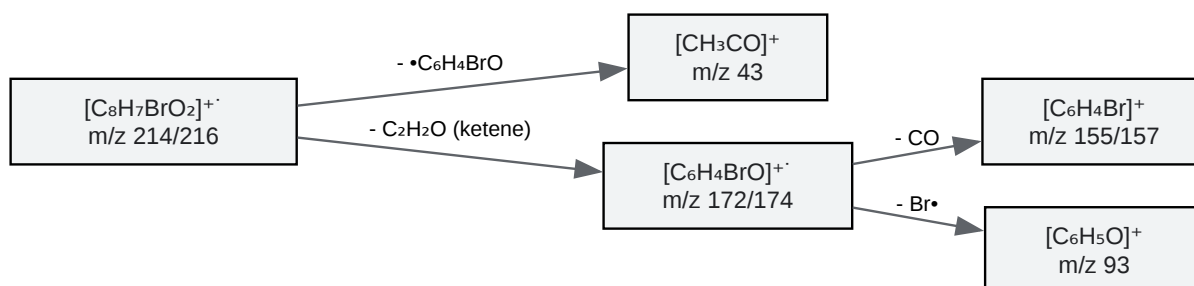 [CH₃CO]⁺
m/z 43
- •C₆H₄BrO
[C₈H₇BrO₂]⁺˙
m/z 214/216
- C₂H₂O (ketene)
[C₆H₄BrO]⁺˙
m/z 172/174
- CO
[C₆H₄Br]⁺
m/z 155/157
- Br•
[C₆H₅O]⁺
m/z 93